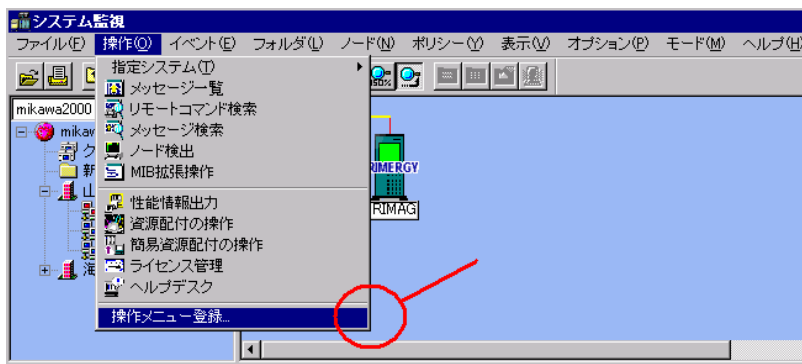 システム監視
ファイル(F) 操作(O) イベント(E) フォルダ(L) ノード(N) ポリシー(Y) 表示(V) オプション(P) モード(M) ヘルプ(H)
指定システム(T)
メッセージ一覧
リモートコマンド検索
メッセージ検索
ノード検出
MIB拡張操作
性能情報出力
資源配付の操作
簡易資源配付の操作
ライセンス管理
ヘルプデスク
操作メニュー登録...
mikawa2000
mikaw
ク
新
山
海
150%
RIMERGY
RIMAG